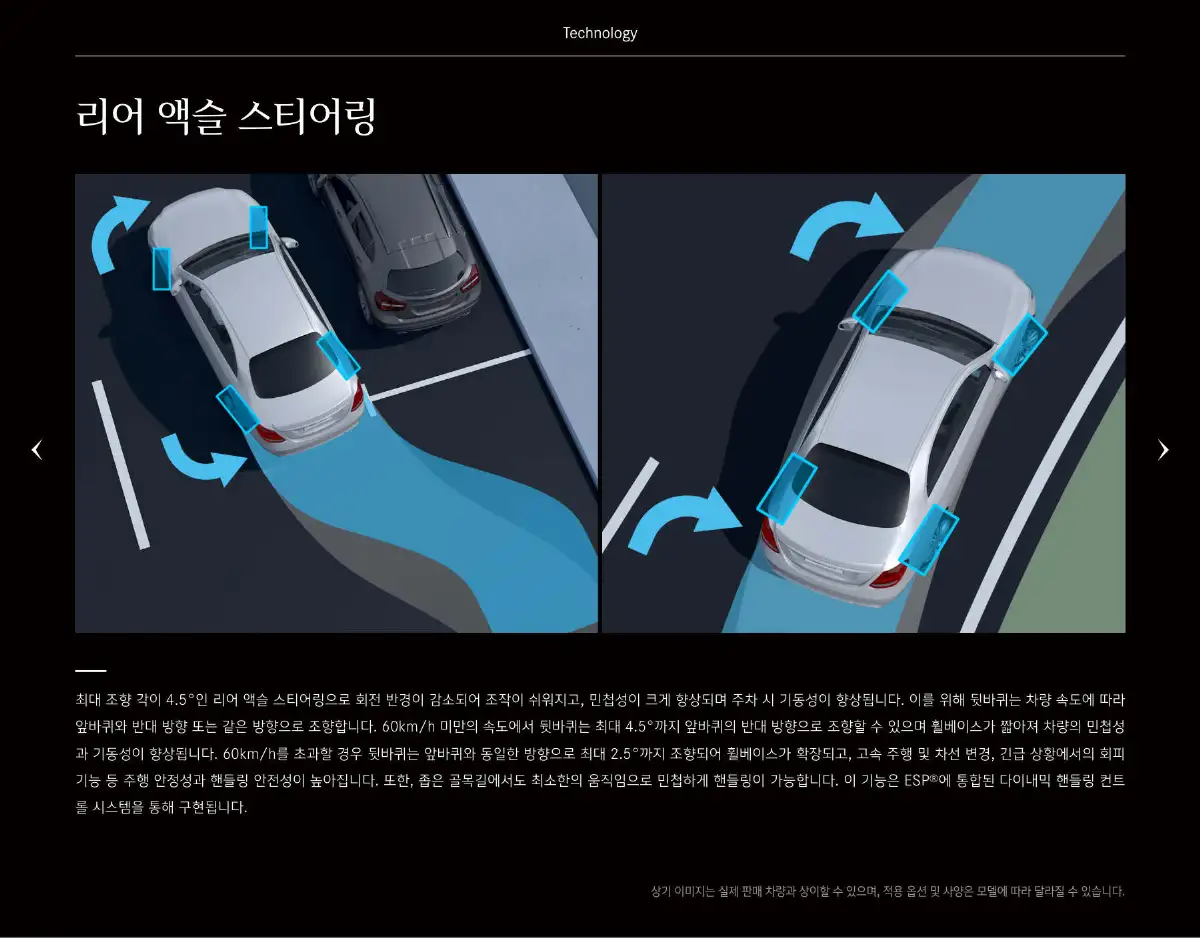 Technology
리어 액슬 스티어링
최대 조향 각이 4.5°인 리어 액슬 스티어링으로 회전 반경이 감소되어 조작이 쉬워지고, 민첩성이 크게 향상되며 주차 시 기동성이 향상됩니다. 이를 위해 뒷바퀴는 차량 속도에 따라
앞바퀴와 반대 방향 또는 같은 방향으로 조향합니다. 60km/h 미만의 속도에서 뒷바퀴는 최대 4.5°까지 앞바퀴의 반대 방향으로 조향할 수 있으며 휠베이스가 짧아져 차량의 민첩성
과 기동성이 향상됩니다. 60km/h를 초과할 경우 뒷바퀴는 앞바퀴와 동일한 방향으로 최대 2.5°까지 조향되어 휠베이스가 확장되고, 고속 주행 및 차선 변경, 긴급 상황에서의 회피
기능 등 주행 안정성과 핸들링 안전성이 높아집니다. 또한, 좁은 골목길에서도 최소한의 움직임으로 민첩하게 핸들링이 가능합니다. 이 기능은 ESP®에 통합된 다이내믹 핸들링 컨트
롤 시스템을 통해 구현됩니다.
상기 이미지는 실제 판매 차량과 상이할 수 있으며, 적용 옵션 및 사양은 모델에 따라 달라질 수 있습니다.